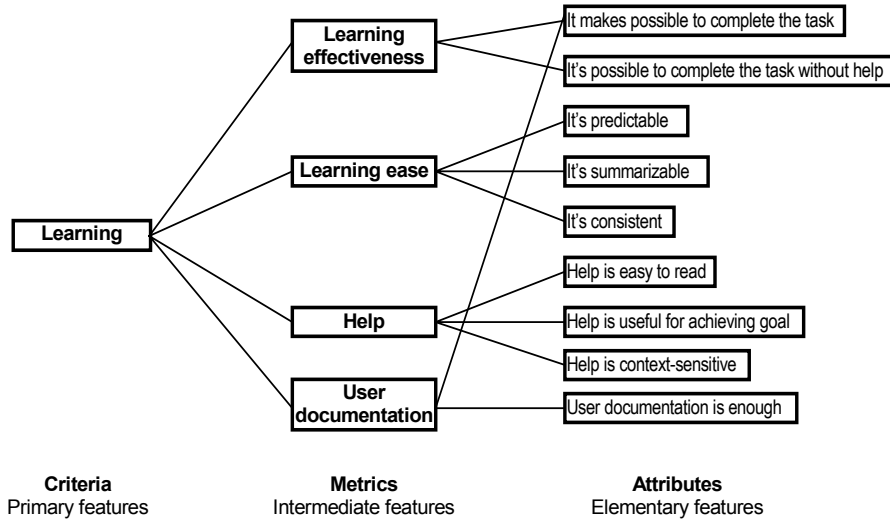 Learning
effectiveness
It makes possible to complete the task
It's possible to complete the task without help
It's predictable
Learning ease
It's summarizable
It's consistent
Learning
Help is easy to read
Help
Help is useful for achieving goal
Help is context-sensitive
User
documentation
User documentation is enough
Criteria
Primary features
Metrics
Intermediate features
Attributes
Elementary features